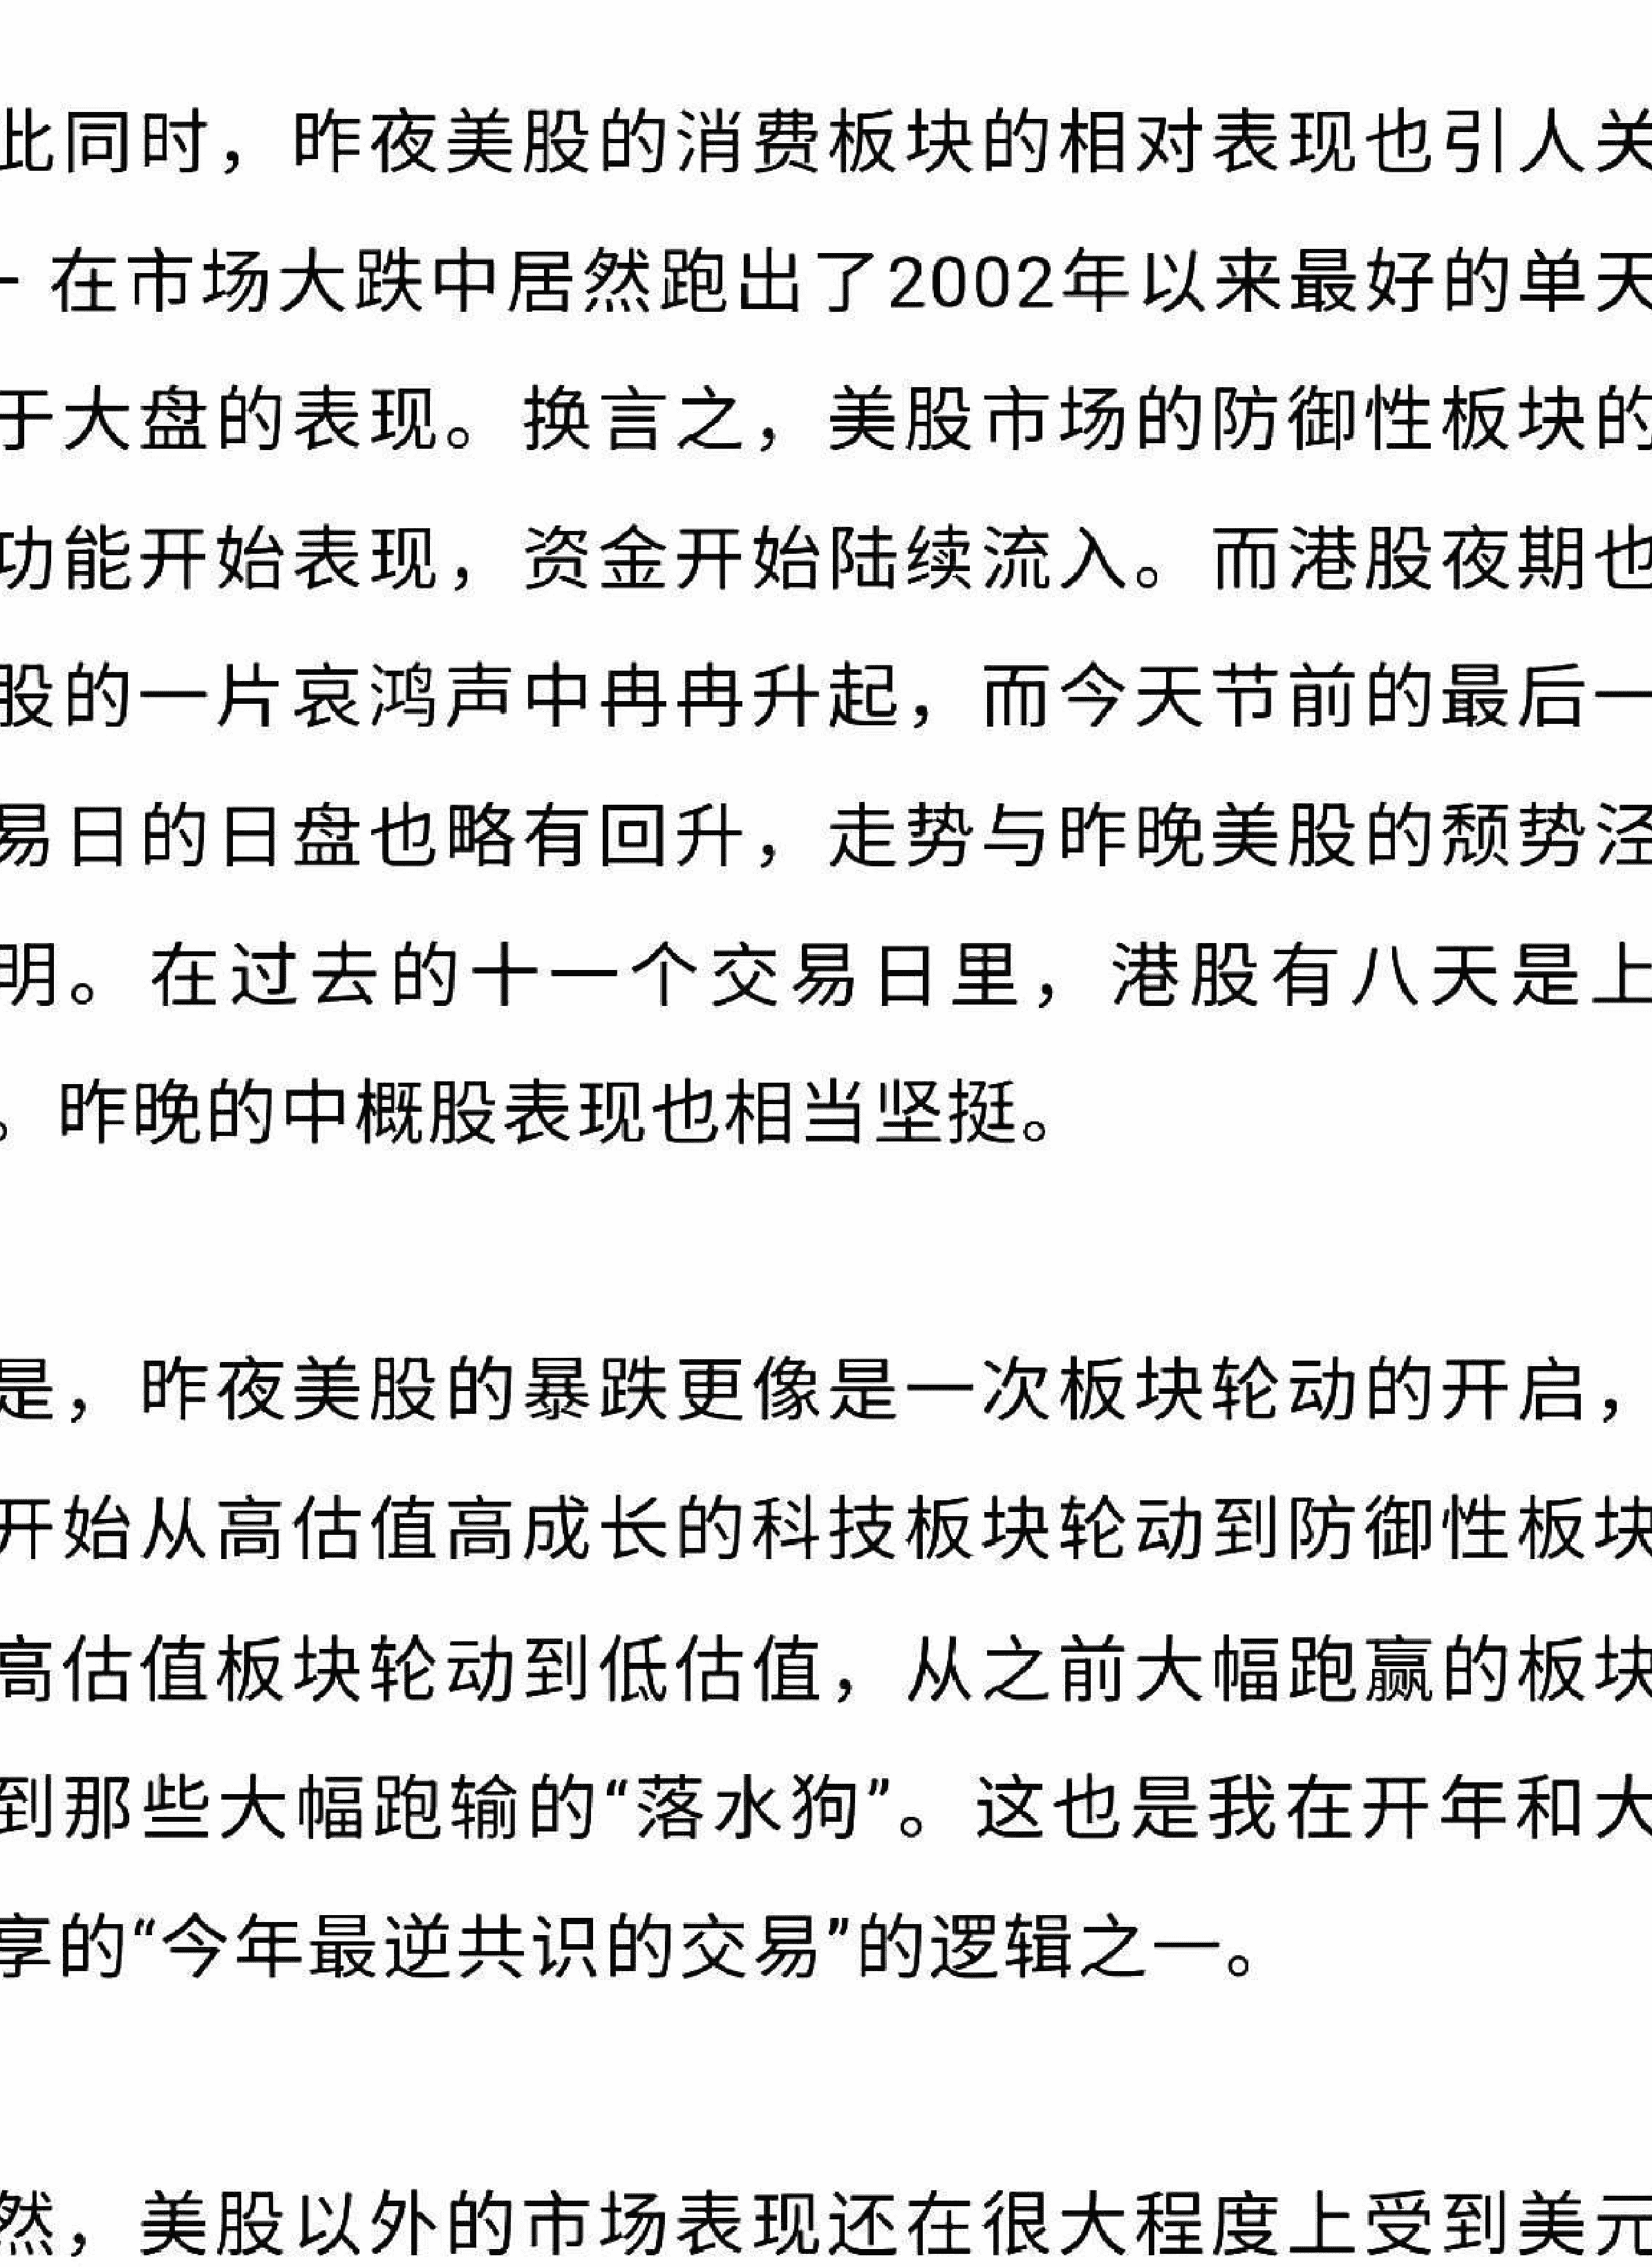 此同时，昨夜美股的消费板块的相对表现也引人关
- 在市场大跌中居然跑出了2002年以来最好的单天
于大盘的表现。换言之，美股市场的防御性板块的
功能开始表现，资金开始陆续流入。而港股夜期也
股的一片哀鸿声中冉冉升起，而今天节前的最后一
易日的日盘也略有回升，走势与昨晚美股的颓势泾
明。在过去的十一个交易日里，港股有八天是上
。昨晚的中概股表现也相当坚挺。
是，昨夜美股的暴跌更像是一次板块轮动的开启，
开始从高估值高成长的科技板块轮动到防御性板块
高估值板块轮动到低估值，从之前大幅跑赢的板块
到那些大幅跑输的“落水狗”。这也是我在开年和大
享的“今年最逆共识的交易”的逻辑之一。
然，美股以外的市场表现还在很大程度上受到美元